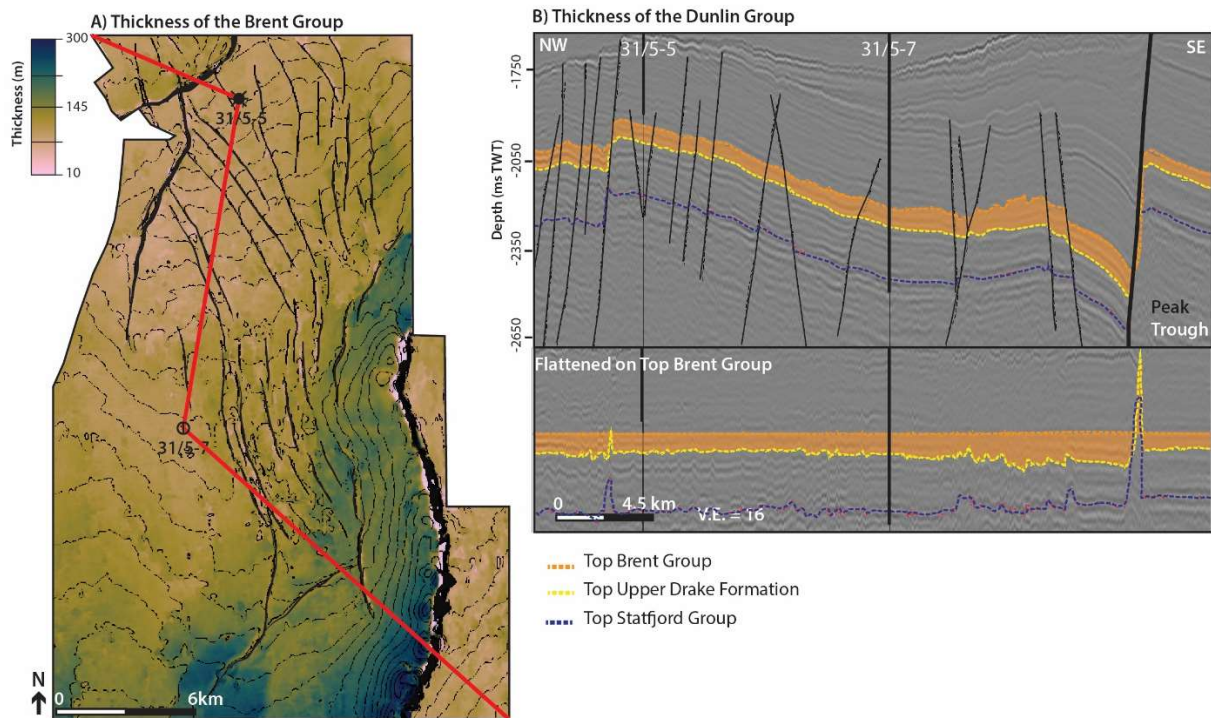 A) Thickness of the Brent Group
Thickness (m)
300
145
10
31/5-5
31/5-7
N
0
6km
B) Thickness of the Dunlin Group
NW
31/5-5
31/5-7
SE
Depth (ms TWT)
-1750
-2050
-2350
-2650
Peak
Trough
Flattened on Top Brent Group
0
4.5 km
V.E. = 16
Top Brent Group
Top Upper Drake Formation
Top Statfjord Group